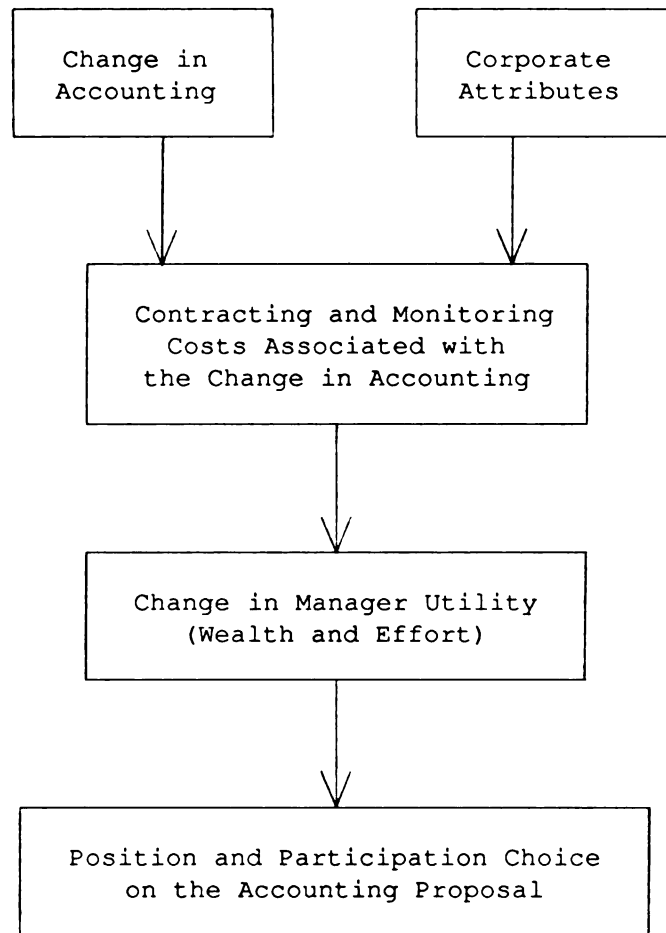 Change in
Accounting
Corporate
Attributes
Contracting and Monitoring
Costs Associated with
the Change in Accounting
Change in Manager Utility
(Wealth and Effort)
Position and Participation Choice
on the Accounting Proposal